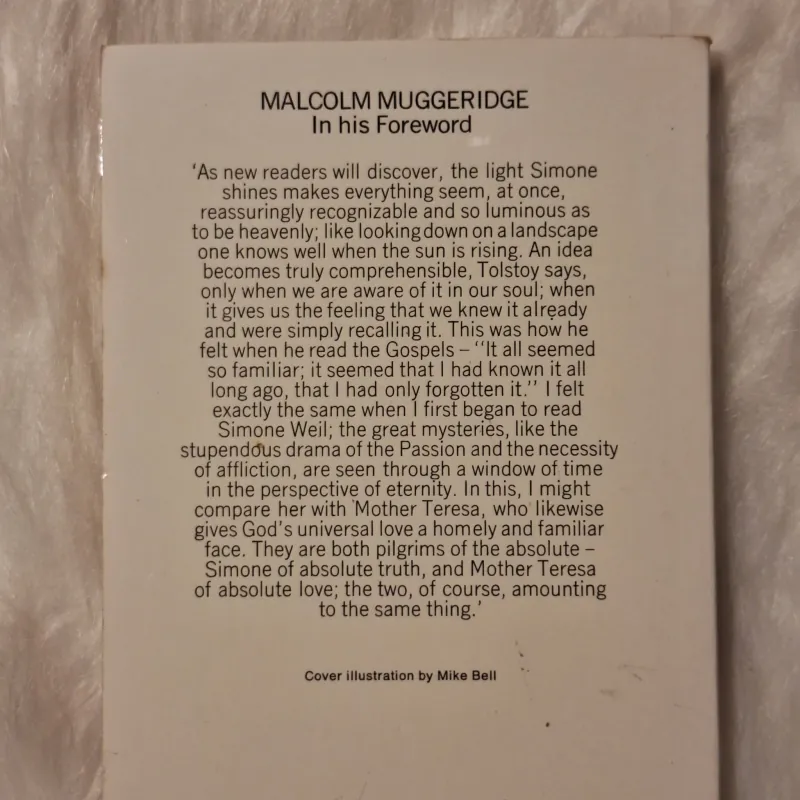 MALCOLM MUGGERIDGE
In his Foreword
‘As new readers will discover, the light Simone
shines makes everything seem, at once,
reassuringly recognizable and so luminous as
to be heavenly; like looking down on a landscape
one knows well when the sun is rising. An idea
becomes truly comprehensible, Tolstoy says,
only when we are aware of it in our soul; when
it gives us the feeling that we knew it already
and were simply recalling it. This was how he
felt when he read the Gospels – ‘‘It all seemed
so familiar; it seemed that I had known it all
long ago, that I had only forgotten it.’’ I felt
exactly the same when I first began to read
Simone Weil; the great mysteries, like the
stupendous drama of the Passion and the necessity
of affliction, are seen through a window of time
in the perspective of eternity. In this, I might
compare her with Mother Teresa, who likewise
gives God’s universal love a homely and familiar
face. They are both pilgrims of the absolute –
Simone of absolute truth, and Mother Teresa
of absolute love; the two, of course, amounting
to the same thing.’
Cover illustration by Mike Bell